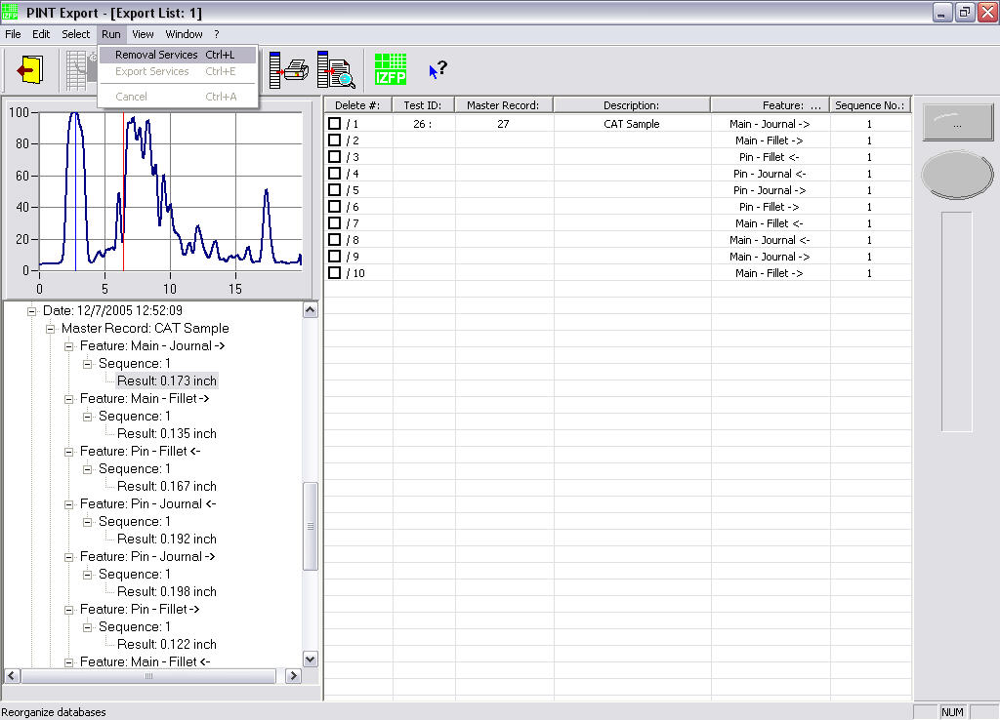 PINT Export - [Export List: 1]
File Edit Select Run View Window ?
Removal Services Ctrl+L
Export Services Ctrl+E
Cancel Ctrl+A
IZFP
?
100
80
60
40
20
0
0 5 10 15
Date: 12/7/2005 12:52:09
Master Record: CAT Sample
Feature: Main - Journal ->
Sequence: 1
Result: 0.173 inch
Feature: Main - Fillet ->
Sequence: 1
Result: 0.135 inch
Feature: Pin - Fillet <-
Sequence: 1
Result: 0.167 inch
Feature: Pin - Journal <-
Sequence: 1
Result: 0.192 inch
Feature: Pin - Journal ->
Sequence: 1
Result: 0.198 inch
Feature: Pin - Fillet ->
Sequence: 1
Result: 0.122 inch
Feature: Main - Fillet <-
Delete #: Test ID: Master Record: Description: Feature: ... Sequence No.:
/ 1 26 : 27 CAT Sample Main - Journal -> 1
/ 2 Main - Fillet -> 1
/ 3 Pin - Fillet <- 1
/ 4 Pin - Journal <- 1
/ 5 Pin - Journal -> 1
/ 6 Pin - Fillet -> 1
/ 7 Main - Fillet <- 1
/ 8 Main - Journal <- 1
/ 9 Main - Journal -> 1
/ 10 Main - Fillet -> 1
...
Reorganize databases
NUM